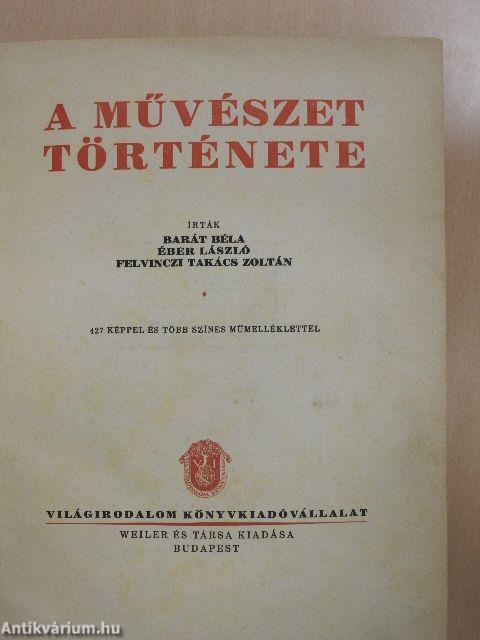 A MŰVÉSZET
TÖRTÉNETE
ÍRTÁK
BARÁT BÉLA
ÉBER LÁSZLÓ
FELVINCZI TAKÁCS ZOLTÁN
*
427 KÉPPEL ÉS TÖBB SZÍNES MŰMELLÉKLETTEL
VILÁGIRODALOM KÖNYVKIADÓVÁLLALAT
WEILER ÉS TÁRSA KIADÁSA
BUDAPEST
Antikvárium.hu